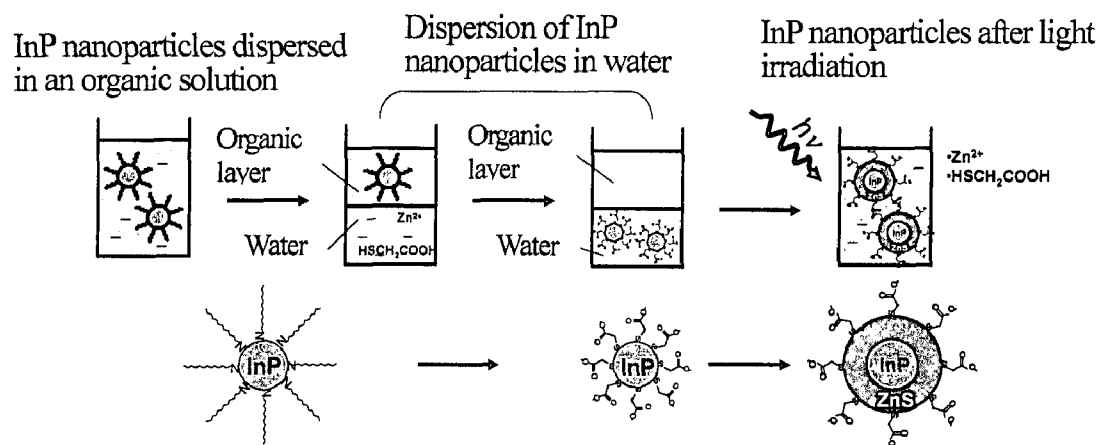 InP nanoparticles dispersed
in an organic solution
Dispersion of InP
nanoparticles in water
InP nanoparticles after light
irradiation
Organic
layer
Water
Zn²⁺
HSCH₂COOH
Organic
layer
Water
hν
InP
InP
•Zn²⁺
•HSCH₂COOH
InP
InP
InP
ZnS